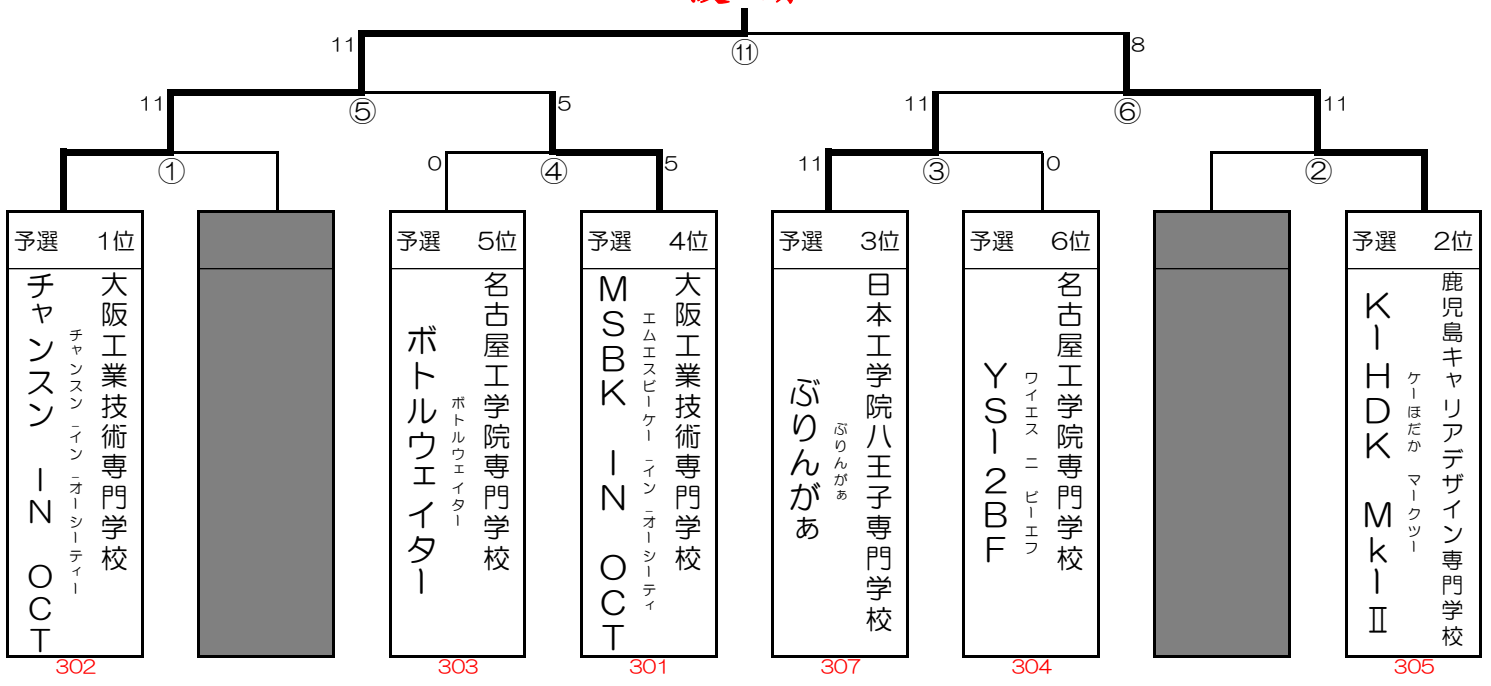 11
⑪
8
11
⑤
5
11
⑥
11
①
0
④
5
11
③
0
②
予選 1位
大阪工業技術専門学校
チャンスン イン オーシーティー
チャンスン IN OCT
302
予選 5位
名古屋工学院専門学校
ボトルウェイター
ボトルウェイター
303
予選 4位
大阪工業技術専門学校
エムエスビーケー イン オーシーティ
MSBK IN OCT
301
予選 3位
日本工学院八王子専門学校
ぶりんがぁ
ぶりんがぁ
307
予選 6位
名古屋工学院専門学校
ワイエス ニ ビーエフ
YS-2BF
304
予選 2位
鹿児島キャリアデザイン専門学校
ケーほだか マークツー
K-HDK Mk-Ⅱ
305